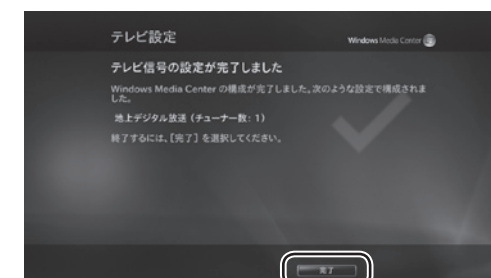 テレビ設定
Windows Media Center
テレビ信号の設定が完了しました
Windows Media Center の構成が完了しました。次のような設定で構成されま
した。
地上デジタル放送（チューナー数: 1）
終了するには、［完了］を選択してください。
完了